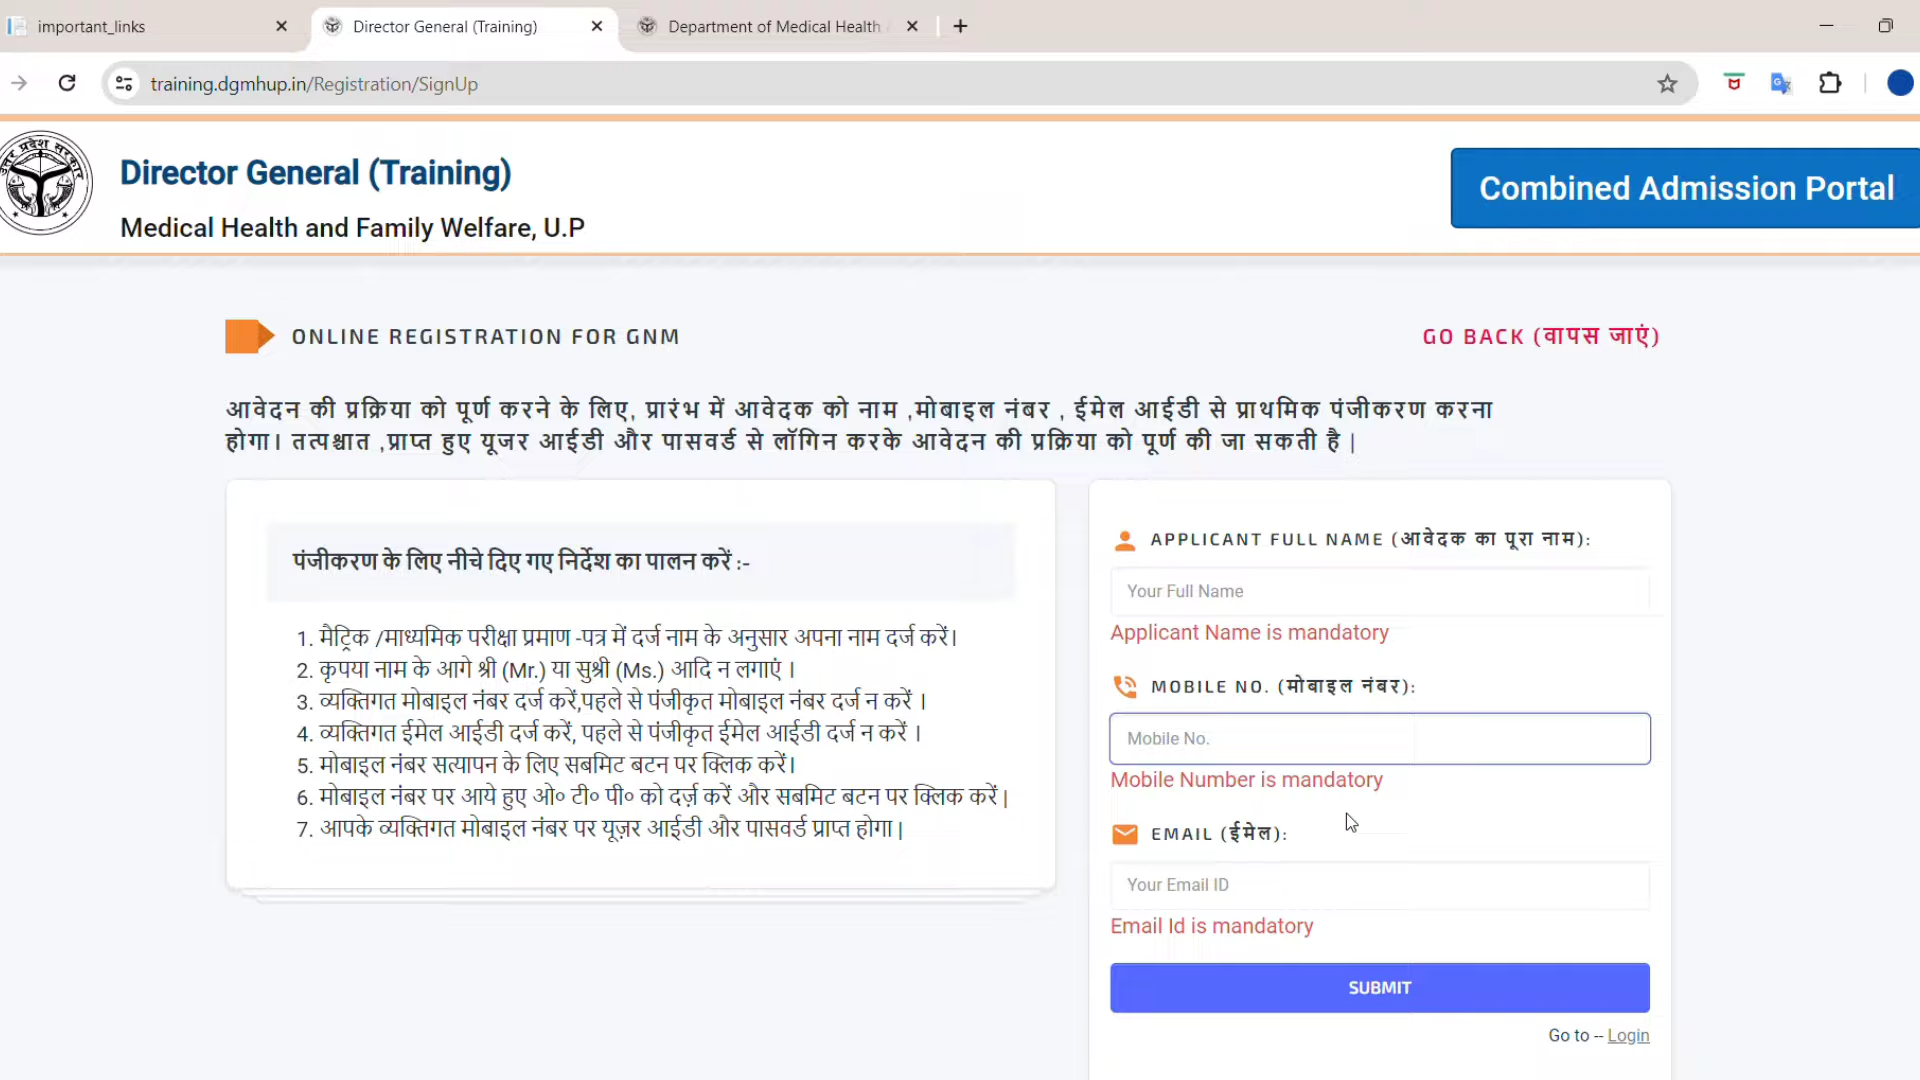 important_links
Director General (Training)
Department of Medical Health
training.dgmhup.in/Registration/SignUp
उत्तर प्रदेश सरकार
Director General (Training)
Medical Health and Family Welfare, U.P
Combined Admission Portal
ONLINE REGISTRATION FOR GNM
GO BACK (वापस जाएं)
आवेदन की प्रक्रिया को पूर्ण करने के लिए, प्रारंभ में आवेदक को नाम ,मोबाइल नंबर , ईमेल आईडी से प्राथमिक पंजीकरण करना
होगा। तत्पश्चात ,प्राप्त हुए यूजर आईडी और पासवर्ड से लॉगिन करके आवेदन की प्रक्रिया को पूर्ण की जा सकती है |
पंजीकरण के लिए नीचे दिए गए निर्देश का पालन करें :-
1. मैट्रिक /माध्यमिक परीक्षा प्रमाण -पत्र में दर्ज नाम के अनुसार अपना नाम दर्ज करें।
2. कृपया नाम के आगे श्री (Mr.) या सुश्री (Ms.) आदि न लगाएं ।
3. व्यक्तिगत मोबाइल नंबर दर्ज करें,पहले से पंजीकृत मोबाइल नंबर दर्ज न करें ।
4. व्यक्तिगत ईमेल आईडी दर्ज करें, पहले से पंजीकृत ईमेल आईडी दर्ज न करें ।
5. मोबाइल नंबर सत्यापन के लिए सबमिट बटन पर क्लिक करें।
6. मोबाइल नंबर पर आये हुए ओ० टी० पी० को दर्ज़ करें और सबमिट बटन पर क्लिक करें |
7. आपके व्यक्तिगत मोबाइल नंबर पर यूज़र आईडी और पासवर्ड प्राप्त होगा |
APPLICANT FULL NAME (आवेदक का पूरा नाम):
Your Full Name
Applicant Name is mandatory
MOBILE NO. (मोबाइल नंबर):
Mobile No.
Mobile Number is mandatory
EMAIL (ईमेल):
Your Email ID
Email Id is mandatory
SUBMIT
Go to -- Login